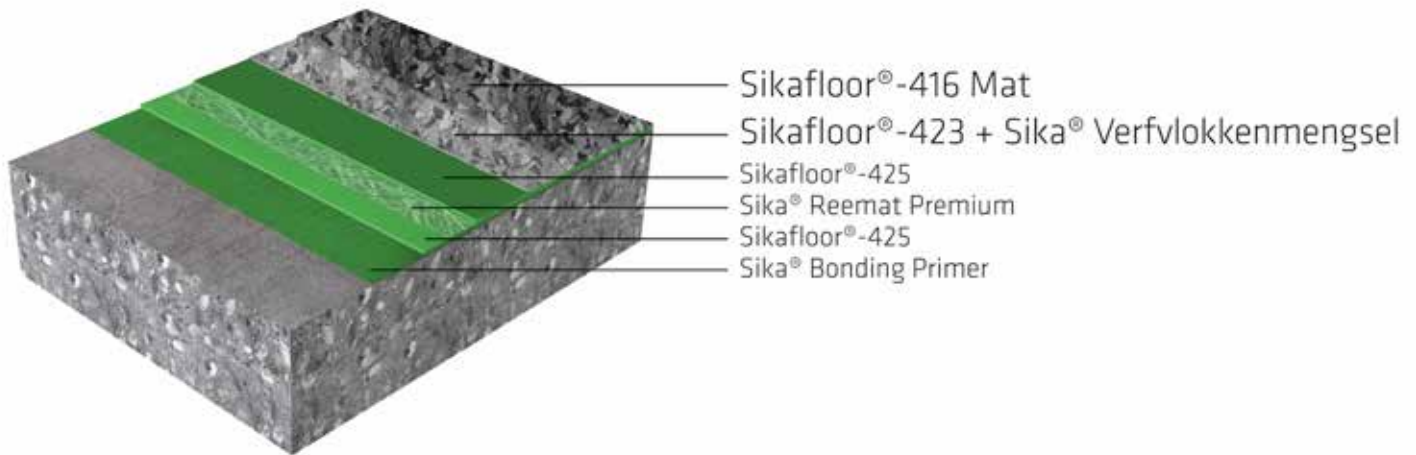 Sikafloor®-416 Mat
Sikafloor®-423 + Sika® Verfvlokkenmengsel
Sikafloor®-425
Sika® Reemat Premium
Sikafloor®-425
Sika® Bonding Primer